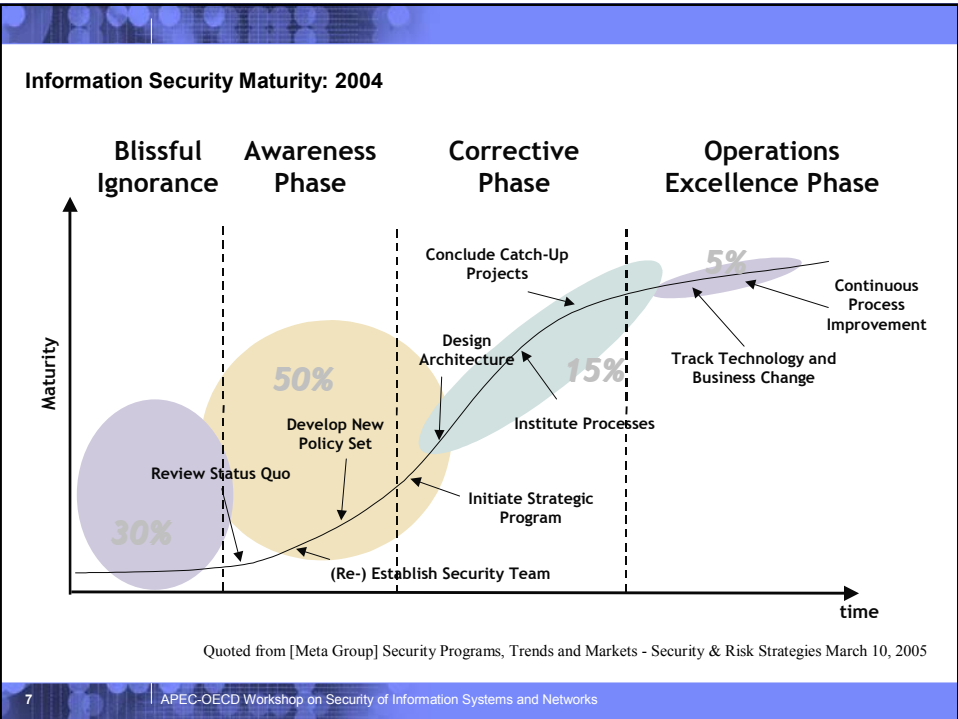 Information Security Maturity: 2004
Blissful
Ignorance
Awareness
Phase
Corrective
Phase
Operations
Excellence Phase
Maturity
30%
Review Status Quo
50%
Develop New
Policy Set
(Re-) Establish Security Team
Conclude Catch-Up
Projects
Design
Architecture
15%
Institute Processes
Initiate Strategic
Program
5%
Continuous
Process
Improvement
Track Technology and
Business Change
time
Quoted from [Meta Group] Security Programs, Trends and Markets - Security & Risk Strategies March 10, 2005
7
APEC-OECD Workshop on Security of Information Systems and Networks